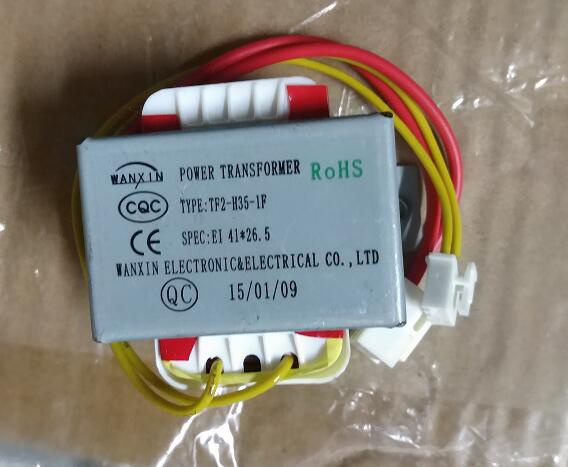 WANXIN POWER TRANSFORMER RoHS
CQC TYPE:TF2-H35-1F
CE SPEC:EI 41*26.5
WANXIN ELECTRONIC&ELECTRICAL CO.,LTD
QC 15/01/09